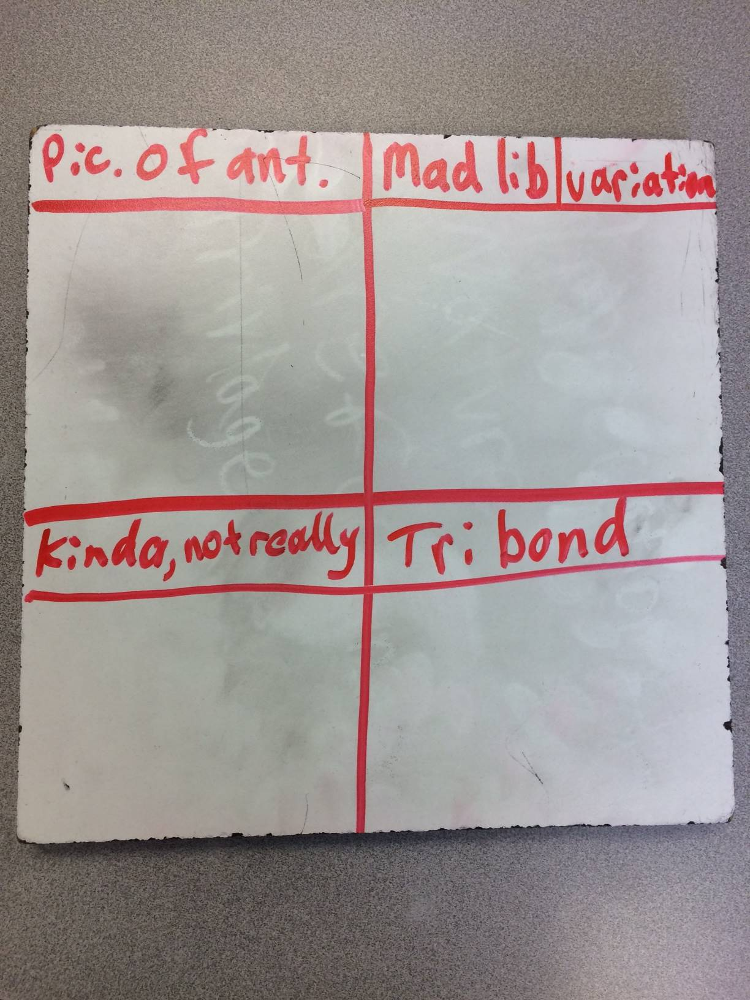 Pic. of ant.
Mad lib
variation
Kinda, not really
Tri bond